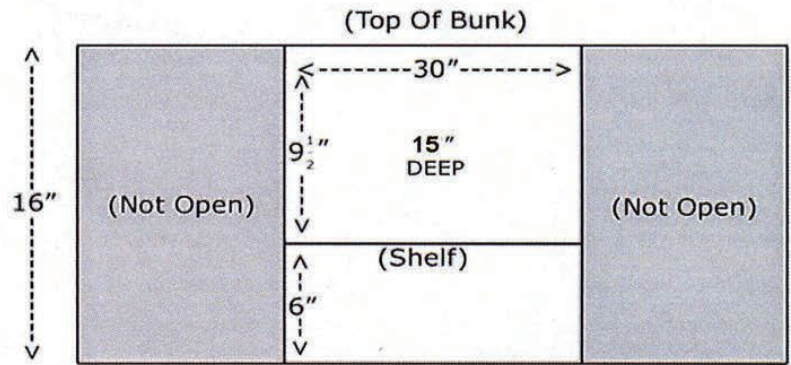 (Top Of Bunk)
30"
9½"
15"
DEEP
16"
(Not Open)
(Not Open)
(Shelf)
6"